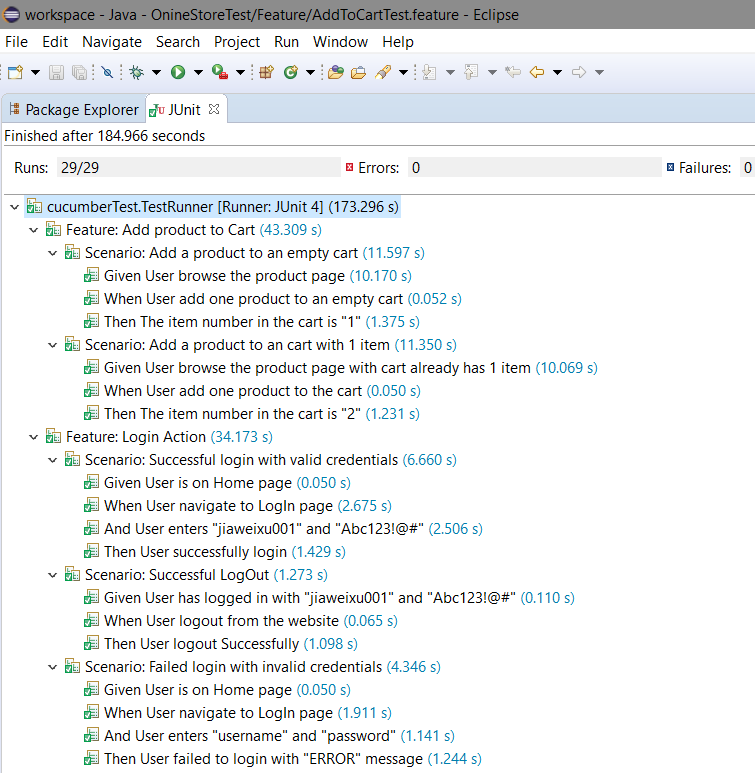 workspace - Java - OnineStoreTest/Feature/AddToCartTest.feature - Eclipse
File Edit Navigate Search Project Run Window Help
Package Explorer JUnit
Finished after 184.966 seconds
Runs: 29/29 Errors: 0 Failures: 0
cucumberTest.TestRunner [Runner: JUnit 4] (173.296 s)
Feature: Add product to Cart (43.309 s)
Scenario: Add a product to an empty cart (11.597 s)
Given User browse the product page (10.170 s)
When User add one product to an empty cart (0.052 s)
Then The item number in the cart is "1" (1.375 s)
Scenario: Add a product to an cart with 1 item (11.350 s)
Given User browse the product page with cart already has 1 item (10.069 s)
When User add one product to the cart (0.050 s)
Then The item number in the cart is "2" (1.231 s)
Feature: Login Action (34.173 s)
Scenario: Successful login with valid credentials (6.660 s)
Given User is on Home page (0.050 s)
When User navigate to LogIn page (2.675 s)
And User enters "jiaweixu001" and "Abc123!@#" (2.506 s)
Then User successfully login (1.429 s)
Scenario: Successful LogOut (1.273 s)
Given User has logged in with "jiaweixu001" and "Abc123!@#" (0.110 s)
When User logout from the website (0.065 s)
Then User logout Successfully (1.098 s)
Scenario: Failed login with invalid credentials (4.346 s)
Given User is on Home page (0.050 s)
When User navigate to LogIn page (1.911 s)
And User enters "username" and "password" (1.141 s)
Then User failed to login with "ERROR" message (1.244 s)